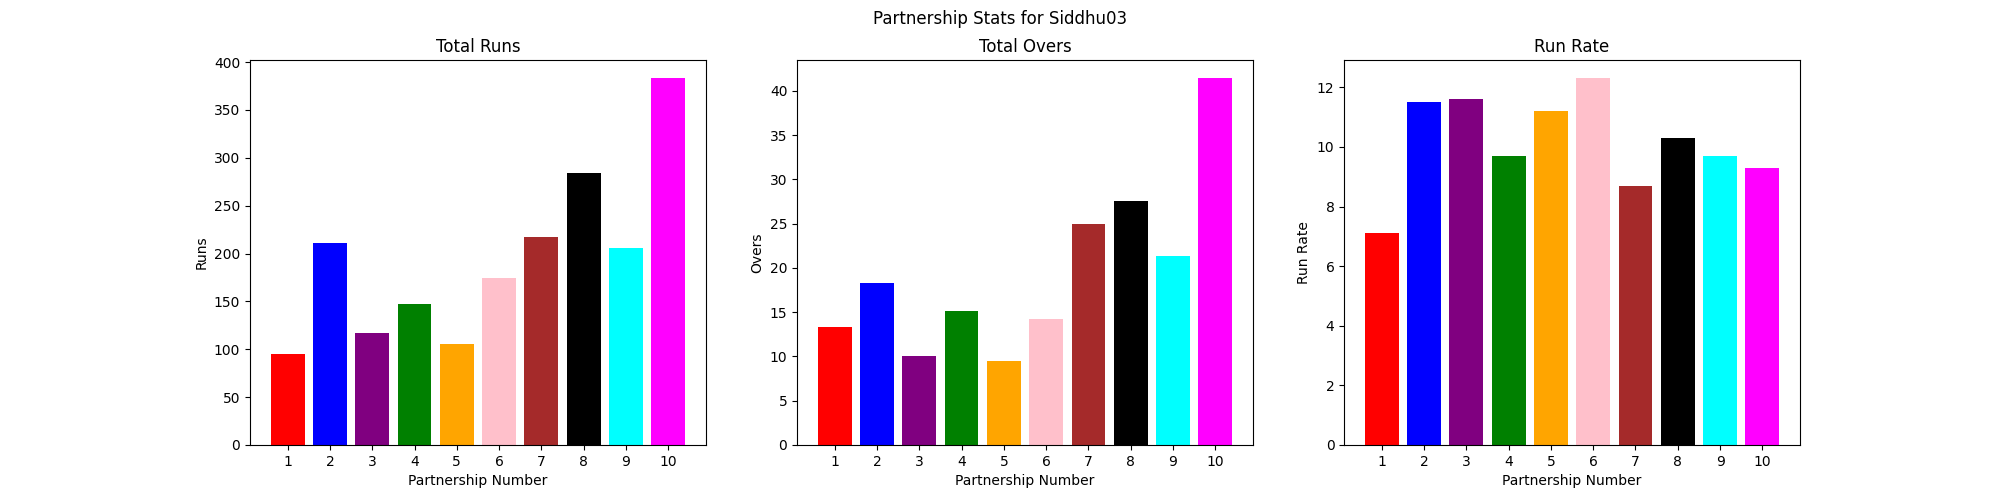 Partnership Stats for Siddhu03
Total Runs
400
350
300
250
200
150
100
50
0
Runs
1 2 3 4 5 6 7 8 9 10
Partnership Number
Total Overs
40
35
30
25
20
15
10
5
0
Overs
1 2 3 4 5 6 7 8 9 10
Partnership Number
Run Rate
12
10
8
6
4
2
0
Run Rate
1 2 3 4 5 6 7 8 9 10
Partnership Number